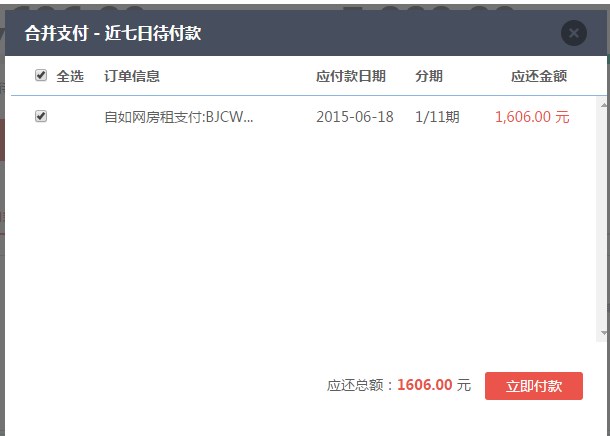 合并支付 - 近七日待付款
全选 订单信息 应付款日期 分期 应还金额
自如网房租支付:BJCW... 2015-06-18 1/11期 1,606.00 元
应还总额：1606.00 元 立即付款